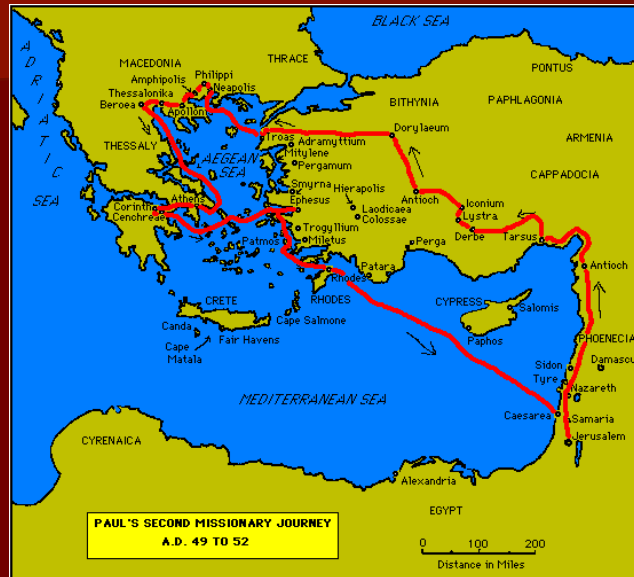 BLACK SEA
ADRIATIC SEA
MACEDONIA
THRACE
PONTUS
Philippi
Amphipolis
Neapolis
BITHYNIA
PAPHLAGONIA
Thessalonika
Beroea
Apolloni
Troas
Adramyttium
Dorylaeum
ARMENIA
THESSALY
AEGEAN
SEA
Mitylene
Pergamum
CAPPADOCIA
Smyrna
Hierapolis
Antioch
Iconium
Athens
Ephesus
Lystra
Corinth
Cenchreae
Laodicaea
Colossae
Trogyllium
Derbe
Tarsus
Patmos
Miletus
Perga
Antioch
Patara
Rhodes
CRETE
RHODES
CYPRESS
Salomis
Canda
Cape Salmone
Fair Havens
Paphos
PHOENECIA
Cape
Matala
Sidon
Damascu
Tyre
Nazareth
MEDITERRANEAN SEA
Caesarea
Samaria
CYRENAICA
Jerusalem
Alexandria
EGYPT
PAUL'S SECOND MISSIONARY JOURNEY
A.D. 49 TO 52
0 100 200
Distance in Miles